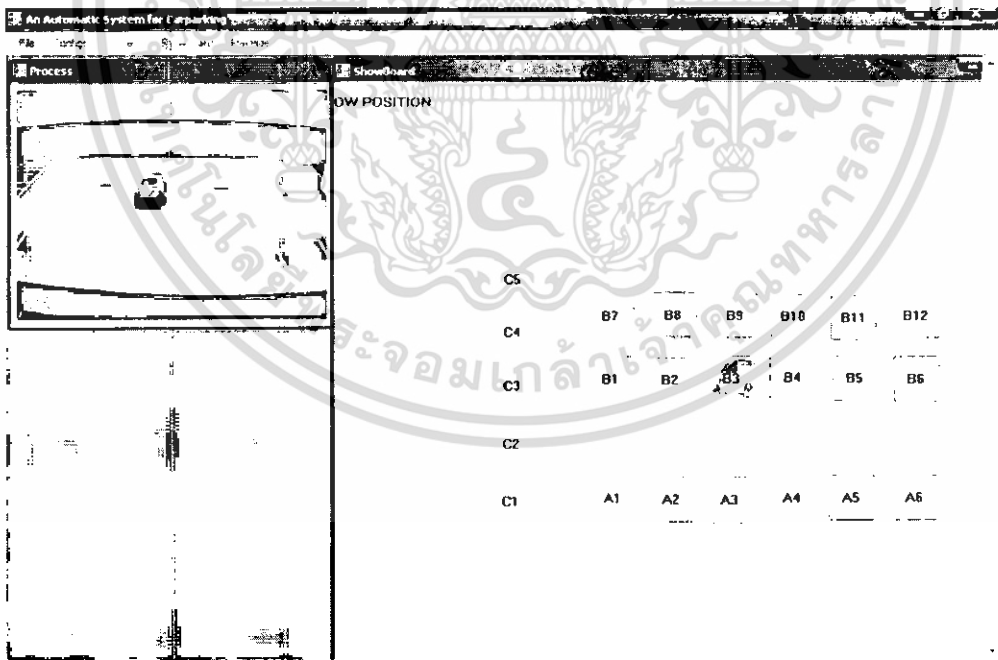 An Automatic System for Carparking
File
Process ShowBoard
OW POSITION
C5
B7 B8 B9 B10 B11 B12
C4
B1 B2 B3 B4 B5 B6
C3
C2
A1 A2 A3 A4 A5 A6
C1